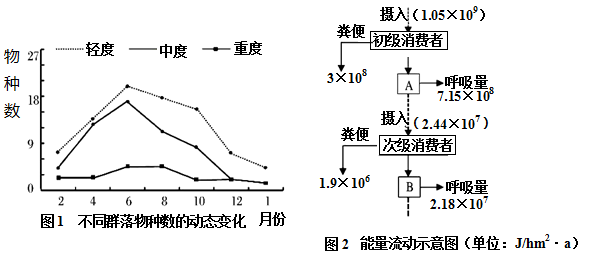 物种数
27
18
9
0
轻度 中度 重度
2 4 6 8 10 12 1
月份
图1 不同群落物种数的动态变化
摄入 (1.05×10⁹)
粪便
初级消费者
3×10⁸
A
呼吸量
7.15×10⁸
摄入 (2.44×10⁷)
粪便
次级消费者
1.9×10⁶
B
呼吸量
2.18×10⁷
图2 能量流动示意图(单位:J/hm²·a)